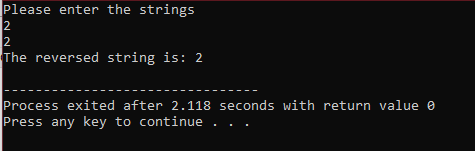 Please enter the strings
2
2
The reversed string is: 2
--------------------------------
Process exited after 2.118 seconds with return value 0
Press any key to continue . . .